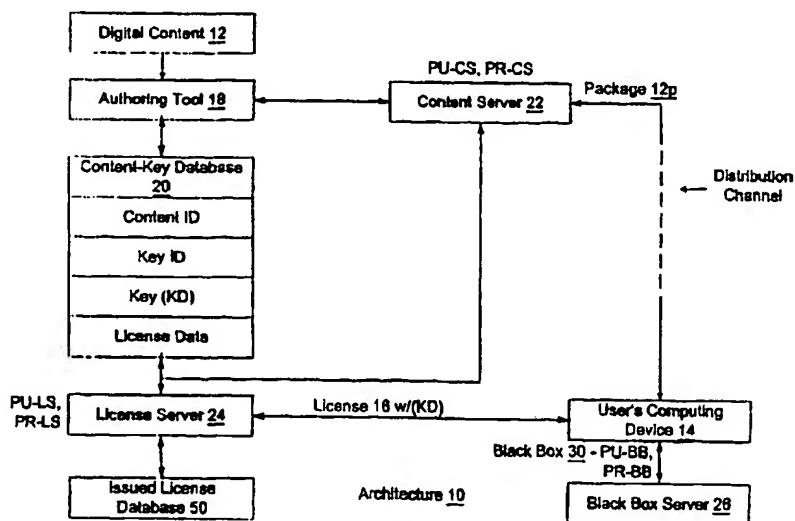 Digital Content 12
PU-CS, PR-CS
Authoring Tool 18
Content Server 22
Package 12p
Content-Key Database
20
Distribution
Channel
Content ID
Key ID
Key (KD)
License Data
PU-LS,
PR-LS
License Server 24
License 16 w/(KD)
User's Computing
Device 14
Black Box 30 - PU-BB,
PR-BB
Issued License
Database 50
Architecture 10
Black Box Server 26